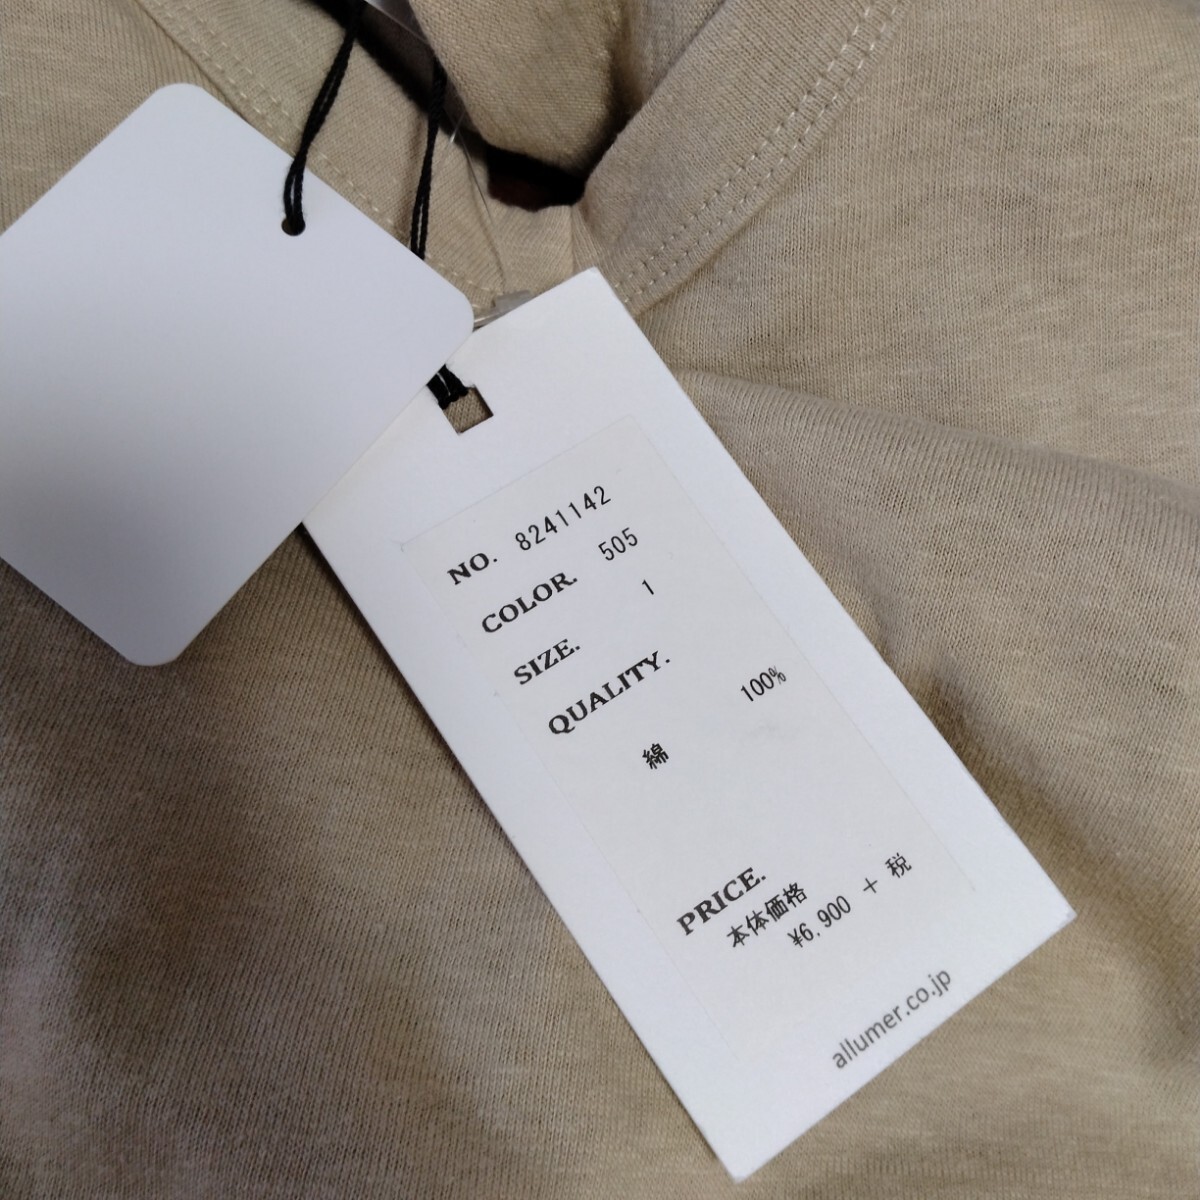 NO. 8241142
COLOR. 505
SIZE. 1
QUALITY.
綿 100%
PRICE.
本体価格
¥6,900 + 税
allumer.co.jp